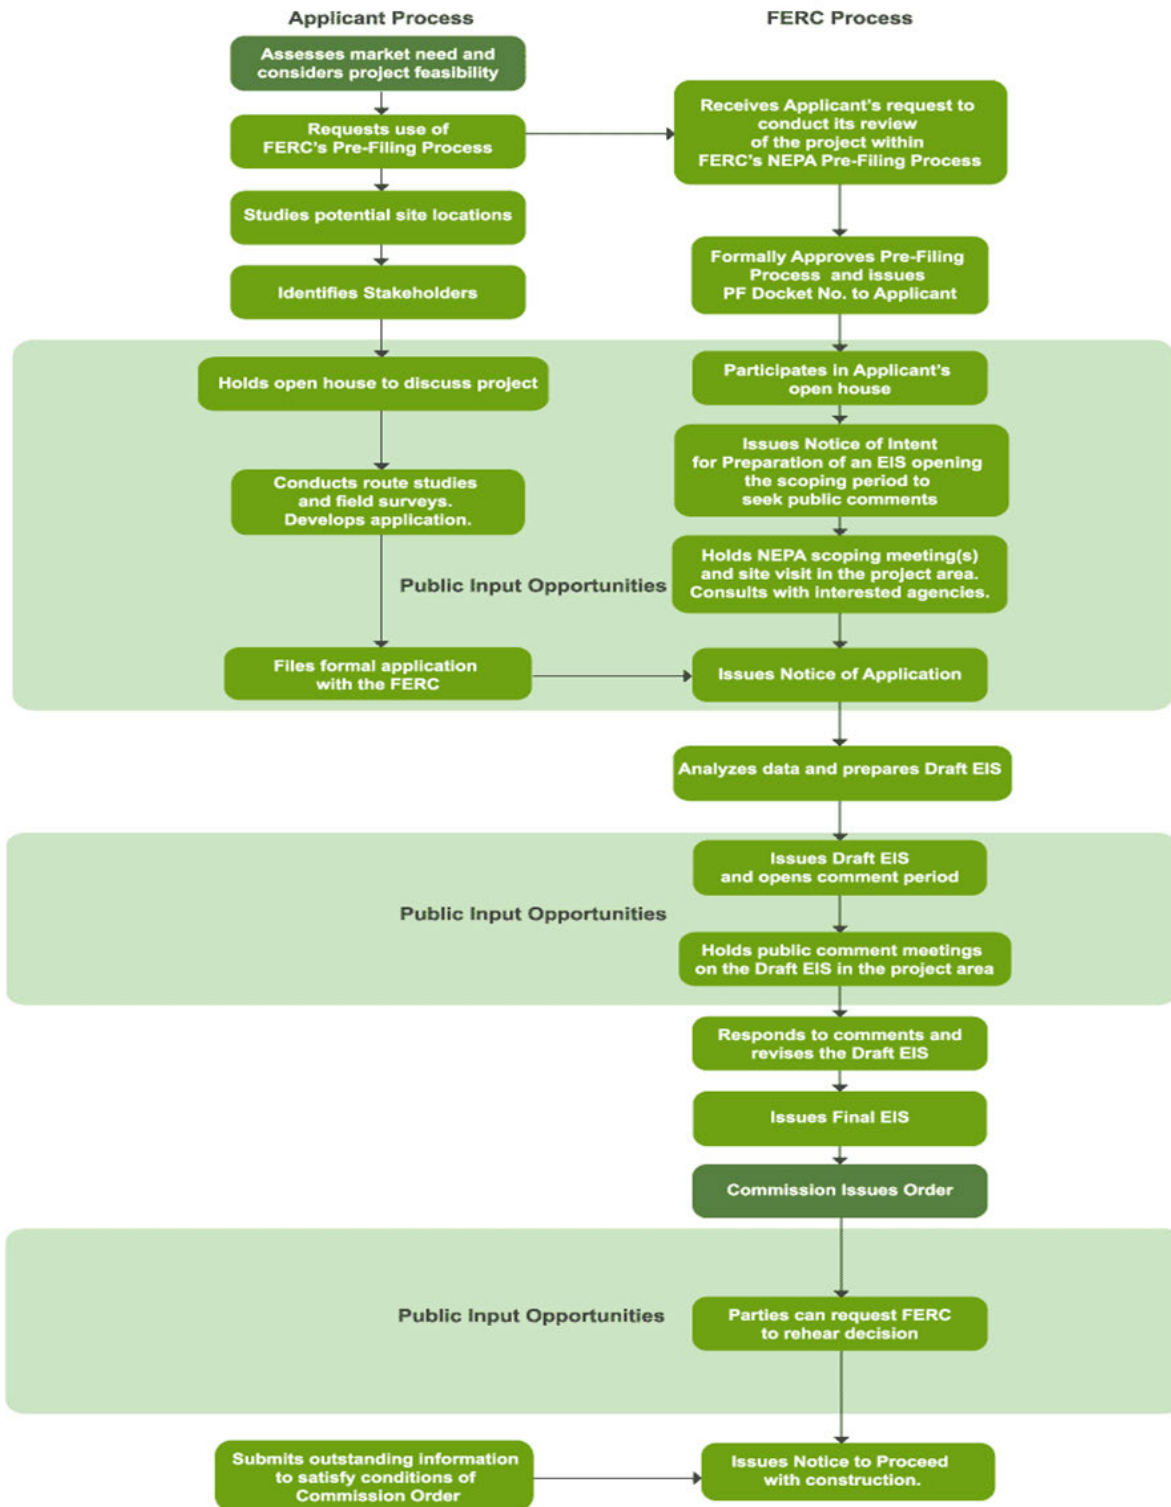 Applicant Process
FERC Process
Assesses market need and
considers project feasibility
Requests use of
FERC's Pre-Filing Process
Receives Applicant's request to
conduct its review
of the project within
FERC's NEPA Pre-Filing Process
Studies potential site locations
Formally Approves Pre-Filing
Process and issues
PF Docket No. to Applicant
Identifies Stakeholders
Holds open house to discuss project
Participates in Applicant's
open house
Issues Notice of Intent
for Preparation of an EIS opening
the scoping period to
seek public comments
Conducts route studies
and field surveys.
Develops application.
Holds NEPA scoping meeting(s)
and site visit in the project area.
Consults with interested agencies.
Public Input Opportunities
Files formal application
with the FERC
Issues Notice of Application
Analyzes data and prepares Draft EIS
Issues Draft EIS
and opens comment period
Public Input Opportunities
Holds public comment meetings
on the Draft EIS in the project area
Responds to comments and
revises the Draft EIS
Issues Final EIS
Commission Issues Order
Public Input Opportunities
Parties can request FERC
to rehear decision
Submits outstanding information
to satisfy conditions of
Commission Order
Issues Notice to Proceed
with construction.